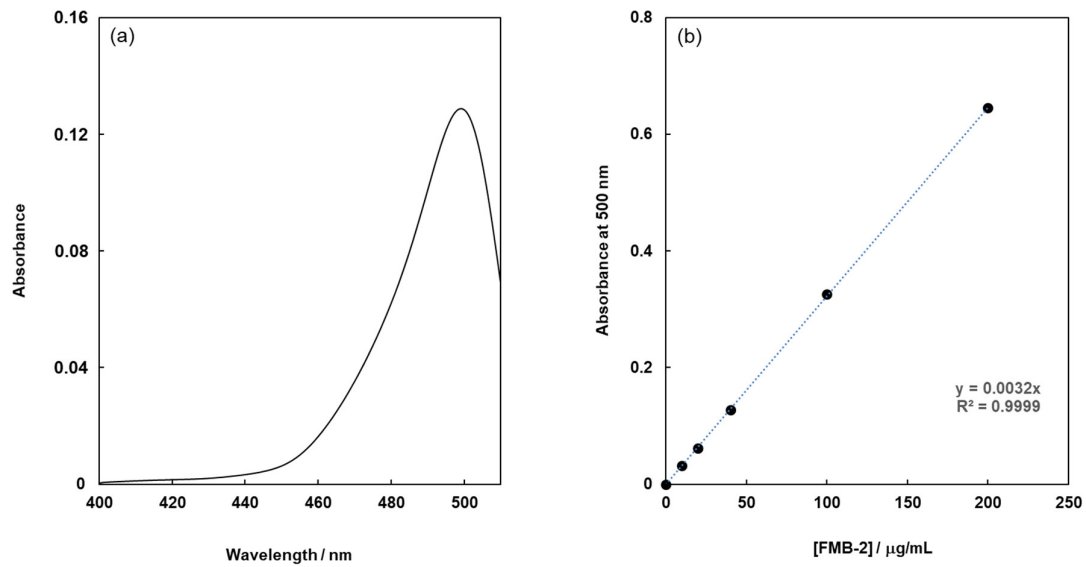 (a)
0.16
0.12
0.08
0.04
0
400 420 440 460 480 500
Absorbance
Wavelength / nm
(b)
0.8
0.6
0.4
0.2
0
0 50 100 150 200 250
Absorbance at 500 nm
[FMB-2] / μg/mL
y = 0.0032x
R² = 0.9999